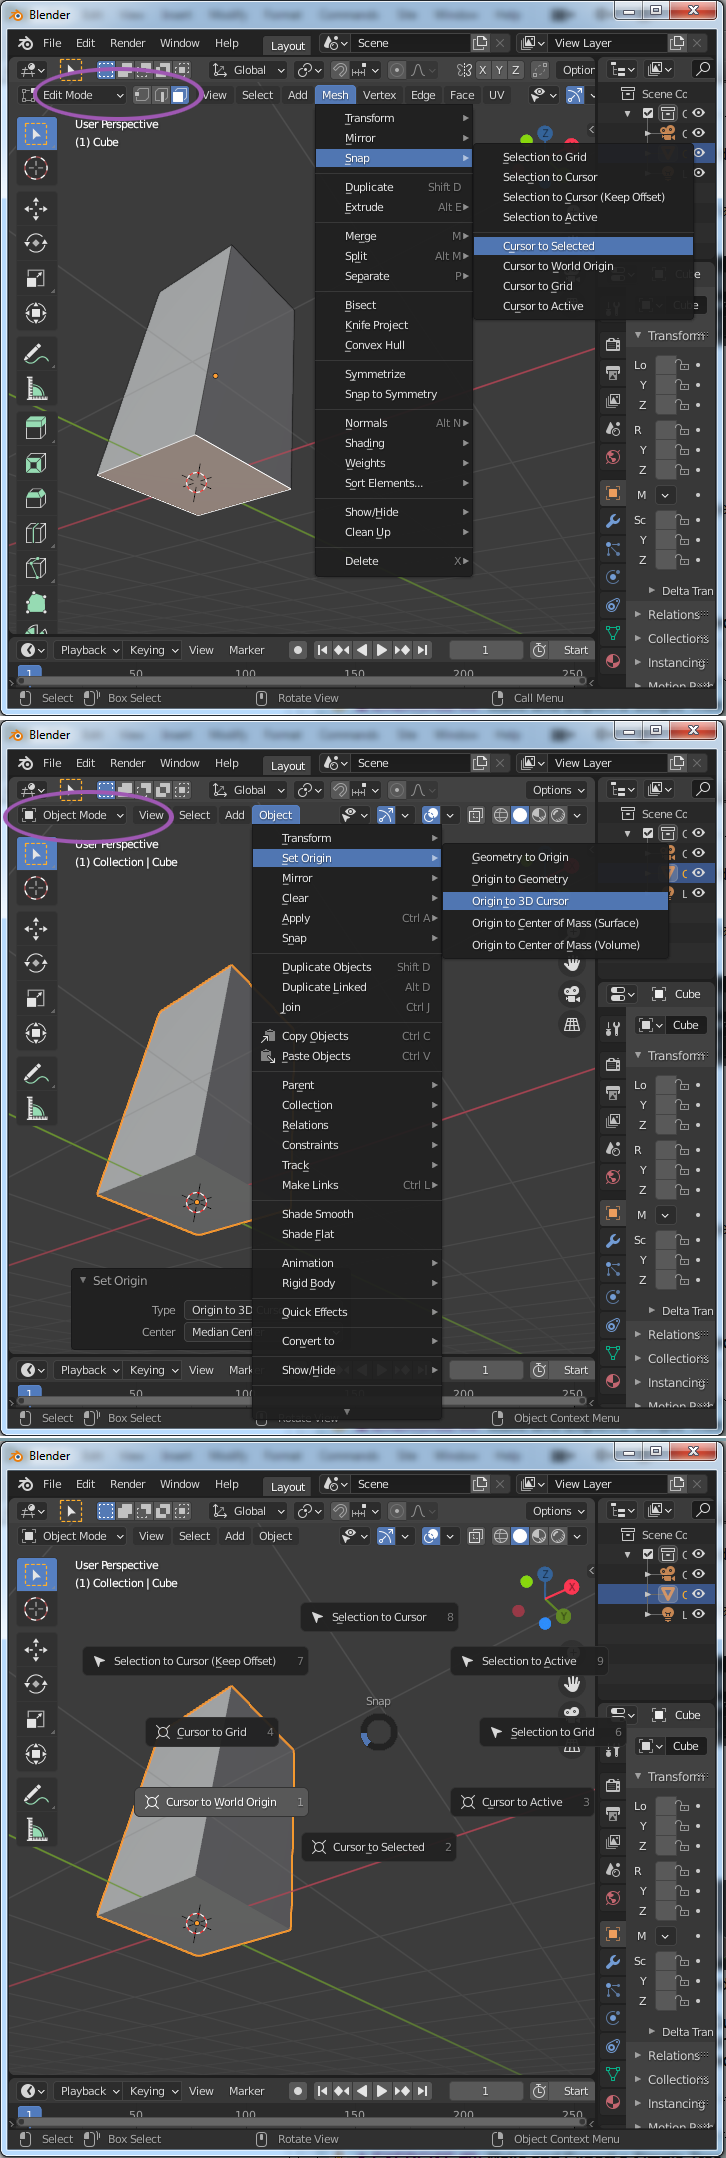 Blender
File Edit Render Window Help Layout Scene View Layer
Global X Y Z Option
Edit Mode View Select Add Mesh Vertex Edge Face UV
User Perspective
(1) Cube
Transform
Mirror
Snap
Duplicate Shift D
Extrude Alt E
Merge M
Split Alt M
Separate P
Bisect
Knife Project
Convex Hull
Symmetrize
Snap to Symmetry
Normals Alt N
Shading
Weights
Sort Elements...
Show/Hide
Clean Up
Delete X
Selection to Grid
Selection to Cursor
Selection to Cursor (Keep Offset)
Selection to Active
Cursor to Selected
Cursor to World Origin
Cursor to Grid
Cursor to Active
Scene Cc
C
Cube
Cube
Transform
Lo
Y
Z
R
Y
Z
M
Sc
Y
Z
Delta Tran
Relations
Collections
Instancing
Motion Path
Playback Keying View Marker 1 Start
1 50 100 150 200 250
Select Box Select Rotate View Call Menu
Blender
File Edit Render Window Help Layout Scene View Layer
Global Options
Object Mode View Select Add Object
User Perspective
(1) Collection | Cube
Transform
Set Origin
Mirror
Clear
Apply Ctrl A
Snap
Duplicate Objects Shift D
Duplicate Linked Alt D
Join Ctrl J
Copy Objects Ctrl C
Paste Objects Ctrl V
Parent
Collection
Relations
Constraints
Track
Make Links Ctrl L
Shade Smooth
Shade Flat
Animation
Rigid Body
Quick Effects
Convert to
Show/Hide
Geometry to Origin
Origin to Geometry
Origin to 3D Cursor
Origin to Center of Mass (Surface)
Origin to Center of Mass (Volume)
Set Origin
Type Origin to 3D
Center Median Cent
Scene Cc
C
C
C
L
Cube
Cube
Transform
Lo
Y
Z
R
Y
Z
M
Sc
Y
Z
Delta Tran
Relations
Collections
Instancing
Motion Path
Playback Keying View Mark 1 Start
1 50 200 250
Select Box Select Rotate View Object Context Menu
Blender
File Edit Render Window Help Layout Scene View Layer
Global Options
Object Mode View Select Add Object
User Perspective
(1) Collection | Cube
Z
X
Y
Selection to Cursor 8
Selection to Cursor (Keep Offset) 7
Selection to Active 9
Snap
Cursor to Grid 4
Selection to Grid 6
Cursor to World Origin 1
Cursor to Active 3
Cursor to Selected 2
Scene Cc
C
C
C
L
Cube
Cube
Transform
Lo
Y
Z
R
Y
Z
M
Sc
Y
Z
Delta Tran
Relations
Collections
Instancing
Motion Path
Playback Keying View Marker 1 Start
1 50 100 150 200 250
Select Box Select Rotate View Object Context Menu